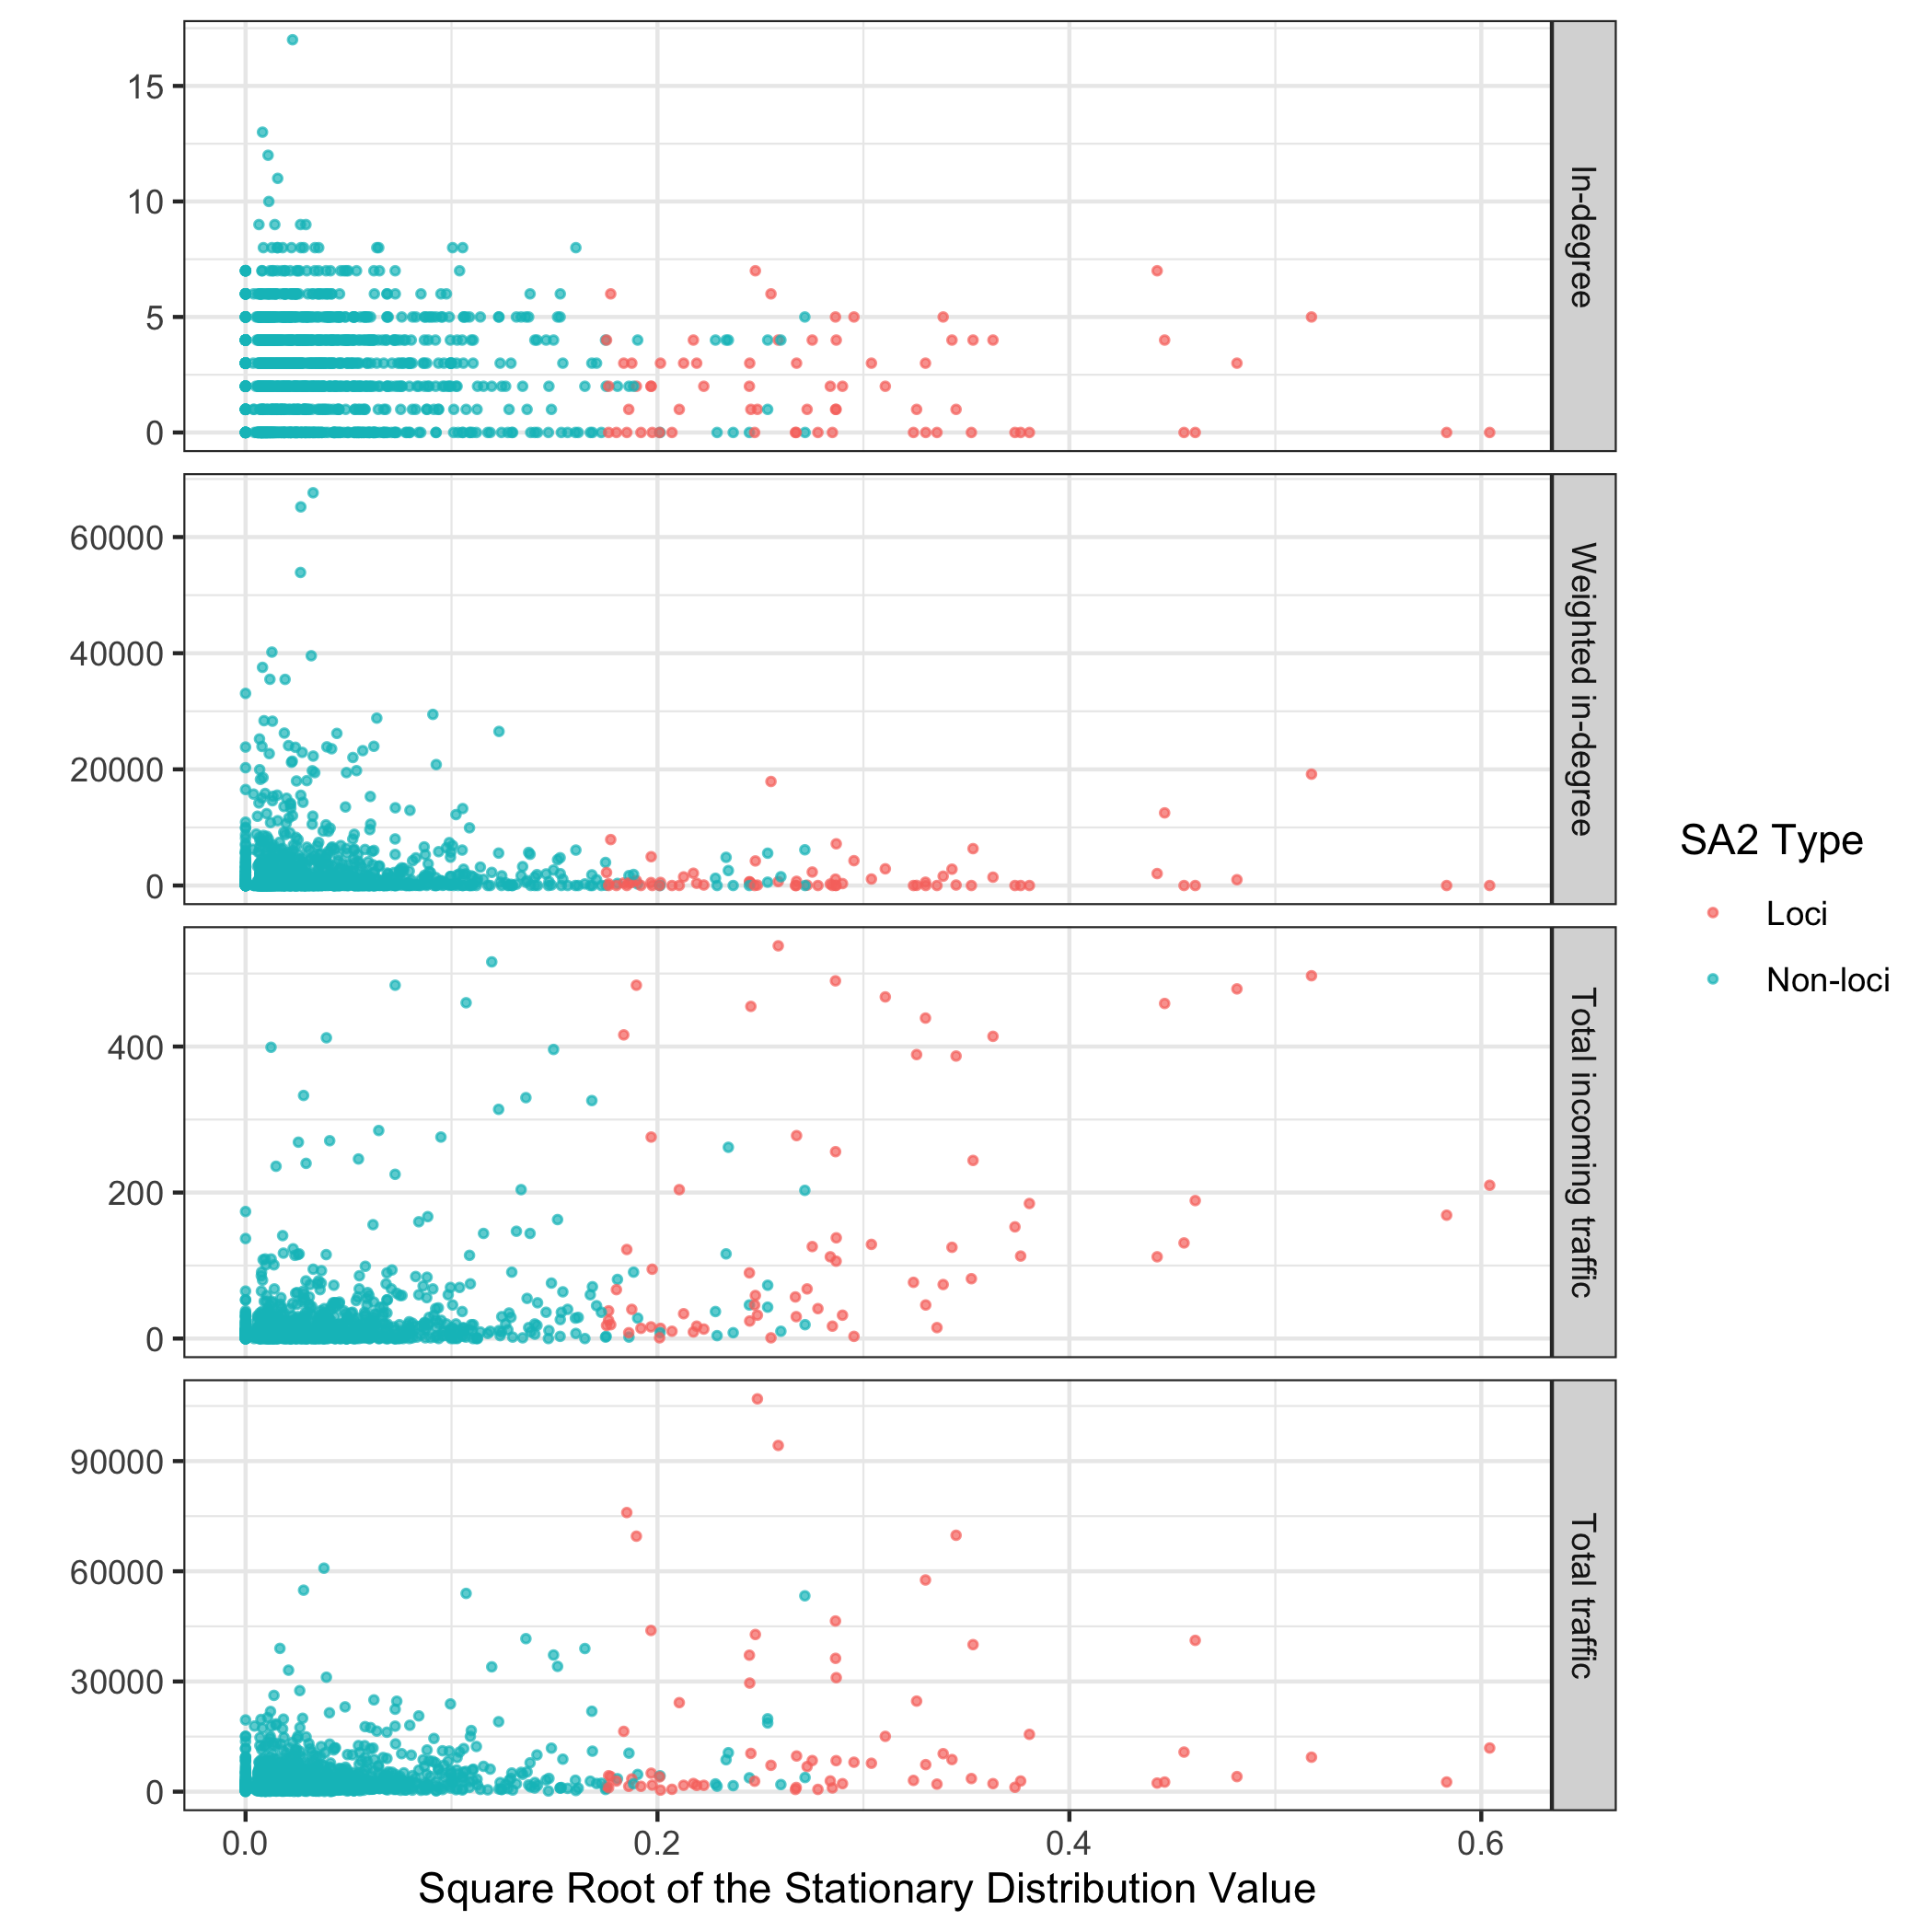 15
10
5
0
In-degree
60000
40000
20000
0
Weighted in-degree
400
200
0
Total incoming traffic
90000
60000
30000
0
Total traffic
0.0 0.2 0.4 0.6
Square Root of the Stationary Distribution Value
SA2 Type
Loci
Non-loci